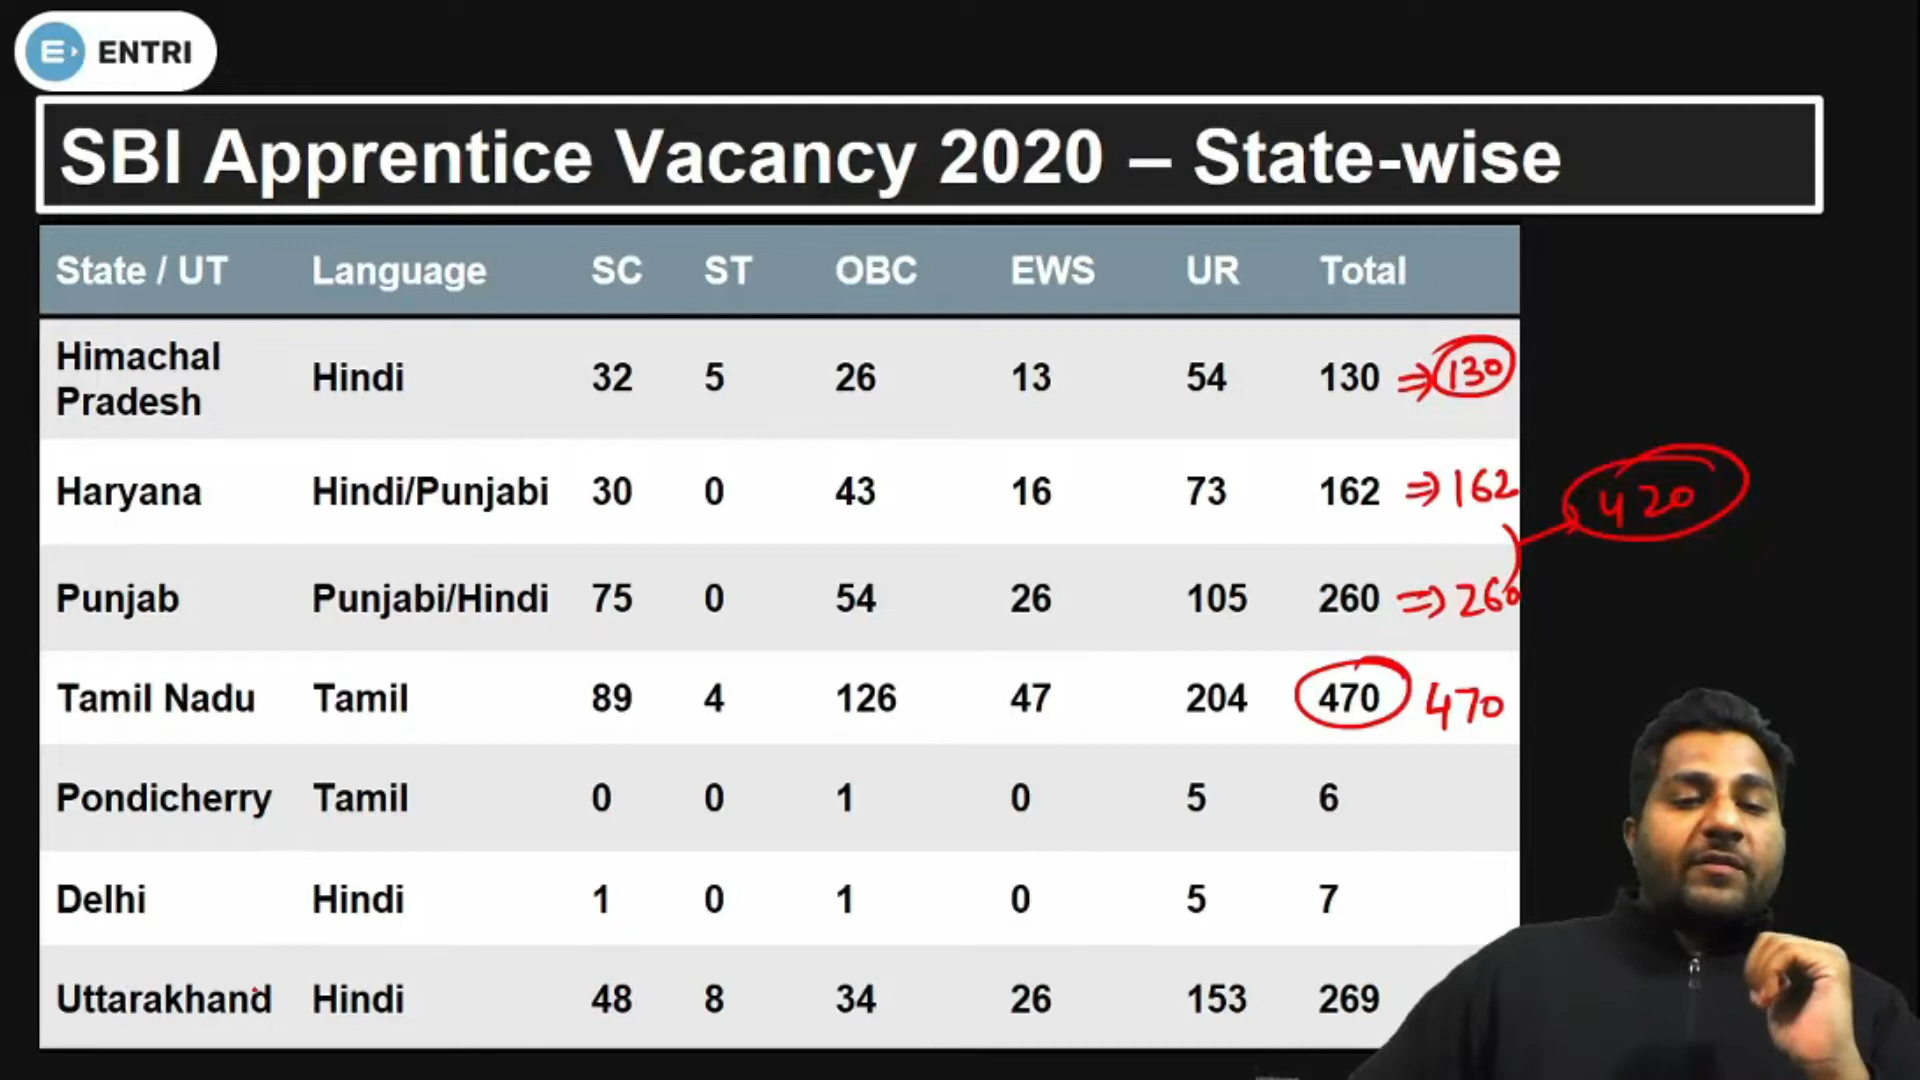 ENTRI
SBI Apprentice Vacancy 2020 – State-wise
State / UT Language SC ST OBC EWS UR Total
Himachal Pradesh Hindi 32 5 26 13 54 130 ⇒ 130
Haryana Hindi/Punjabi 30 0 43 16 73 162 ⇒ 162
420
Punjab Punjabi/Hindi 75 0 54 26 105 260 ⇒ 260
Tamil Nadu Tamil 89 4 126 47 204 470 470
Pondicherry Tamil 0 0 1 0 5 6
Delhi Hindi 1 0 1 0 5 7
Uttarakhand Hindi 48 8 34 26 153 269